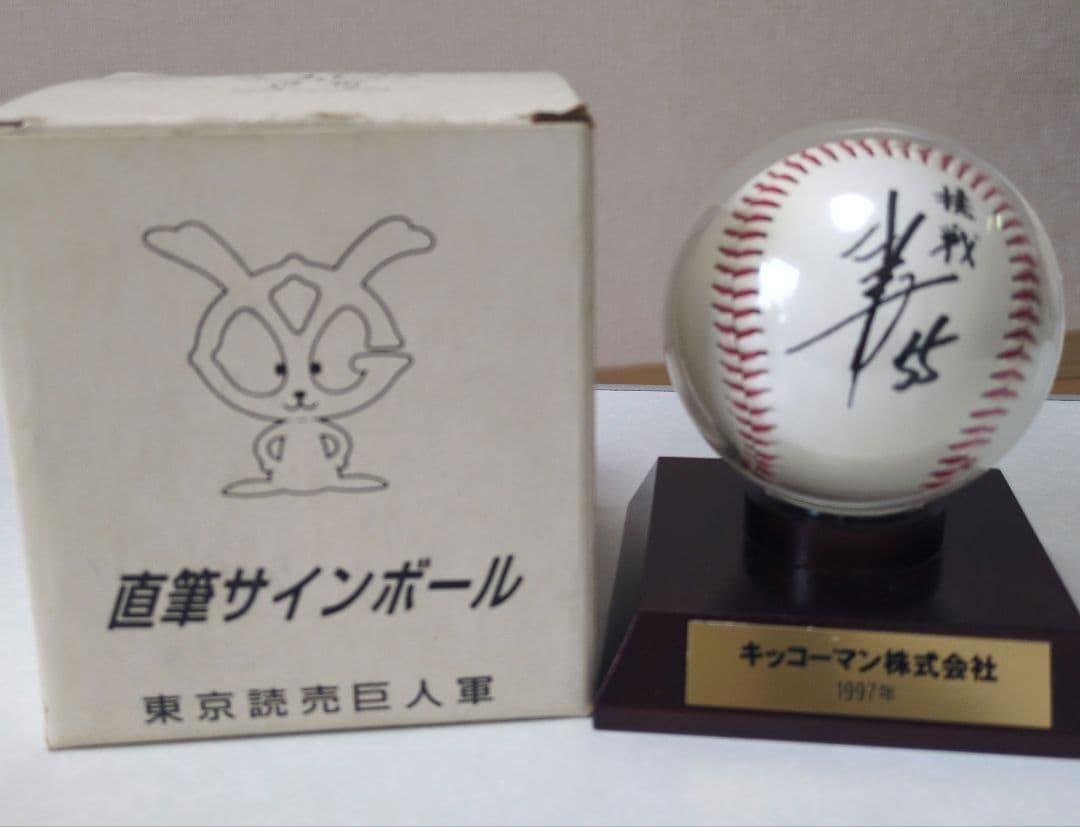 直筆サインボール
東京読売巨人軍
挑戦
55
キッコーマン株式会社
1997年